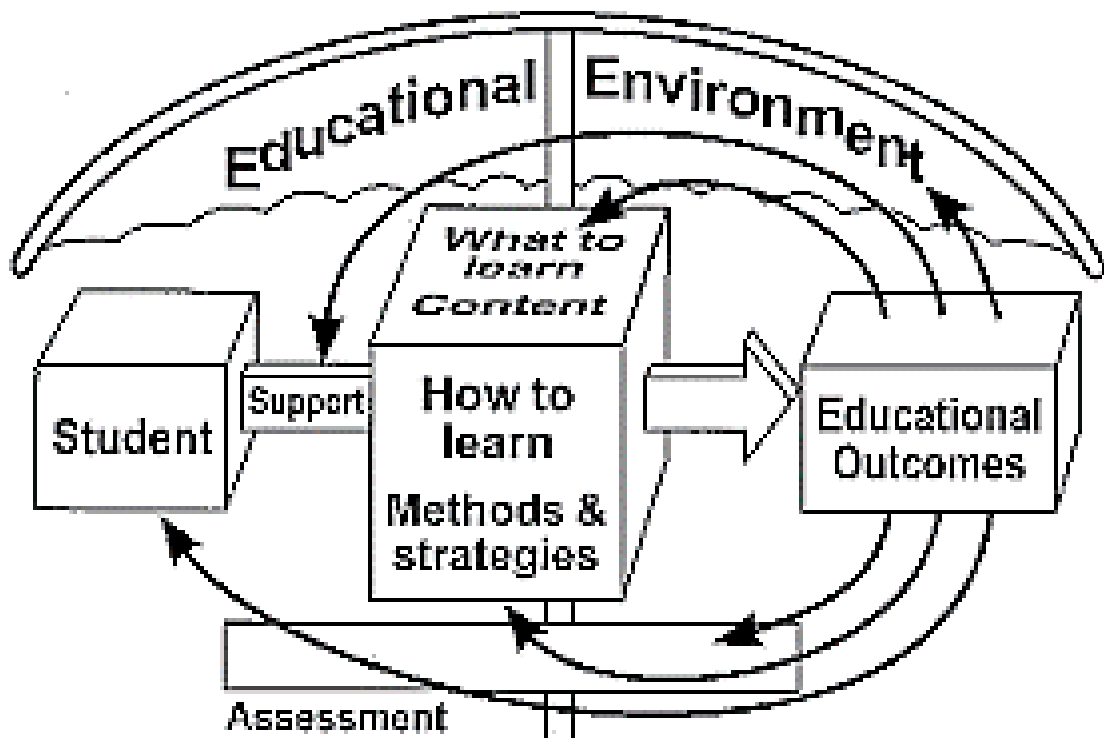 Educational Environment
What to
learn
Content
Student
Support
How to
learn
Methods &
strategies
Educational
Outcomes
Assessment